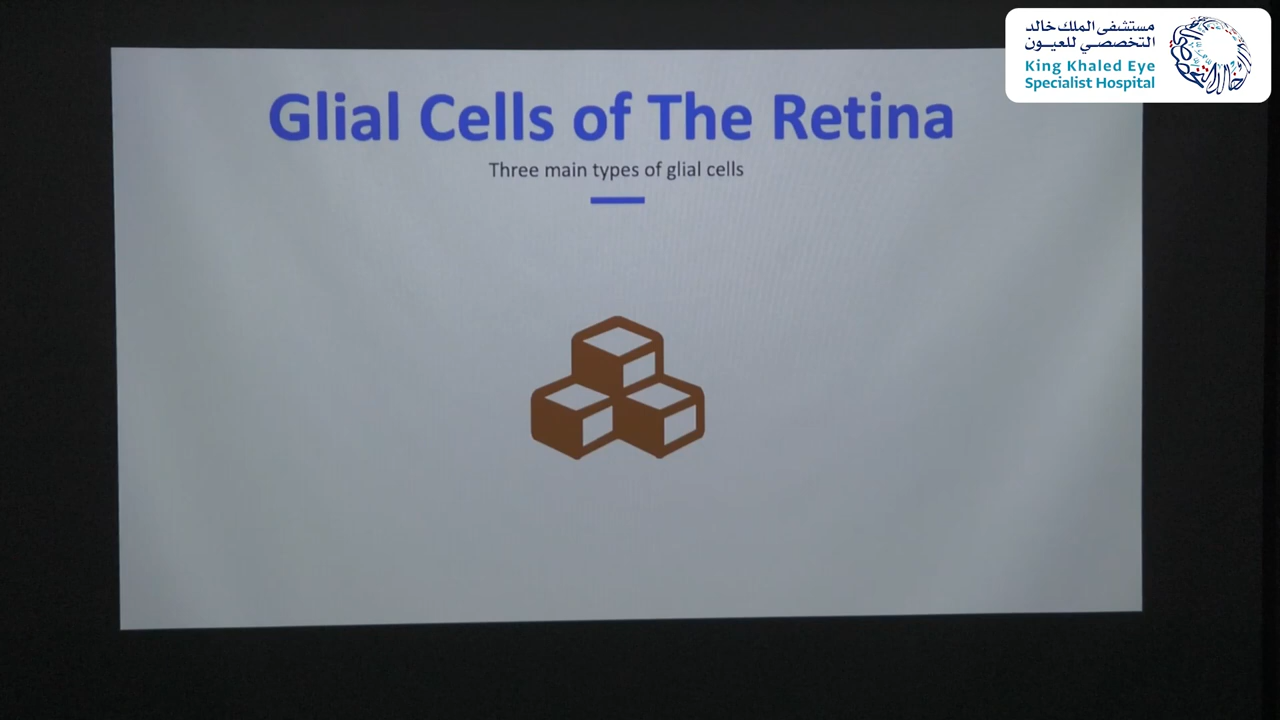 مستشفى الملك خالد
التخصصي للعيون
King Khaled Eye
Specialist Hospital
Glial Cells of The Retina
Three main types of glial cells